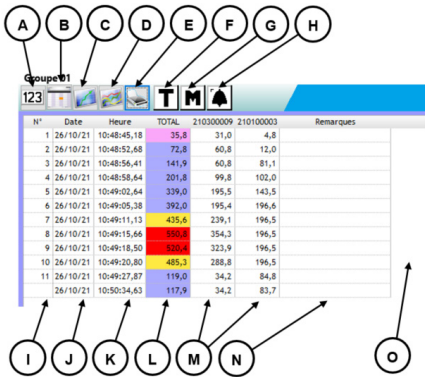 A B C D E F G H
Groupe 01
123 T M
N° Date Heure TOTAL 210300009 210100003 Remarques
1 26/10/21 10:48:45,18 35,8 31,0 4,8
2 26/10/21 10:48:52,68 72,8 60,8 12,0
3 26/10/21 10:48:56,41 141,9 60,8 81,1
4 26/10/21 10:48:58,64 201,8 99,8 102,0
5 26/10/21 10:49:02,64 339,0 195,5 143,5
6 26/10/21 10:49:05,38 392,0 195,4 196,6
7 26/10/21 10:49:11,13 435,6 239,1 196,5
8 26/10/21 10:49:15,66 550,8 354,3 196,5
9 26/10/21 10:49:18,50 520,4 323,9 196,5
10 26/10/21 10:49:20,80 485,3 288,8 196,5
11 26/10/21 10:49:27,87 119,0 34,2 84,8
26/10/21 10:50:34,63 117,9 34,2 83,7
I J K L M N O